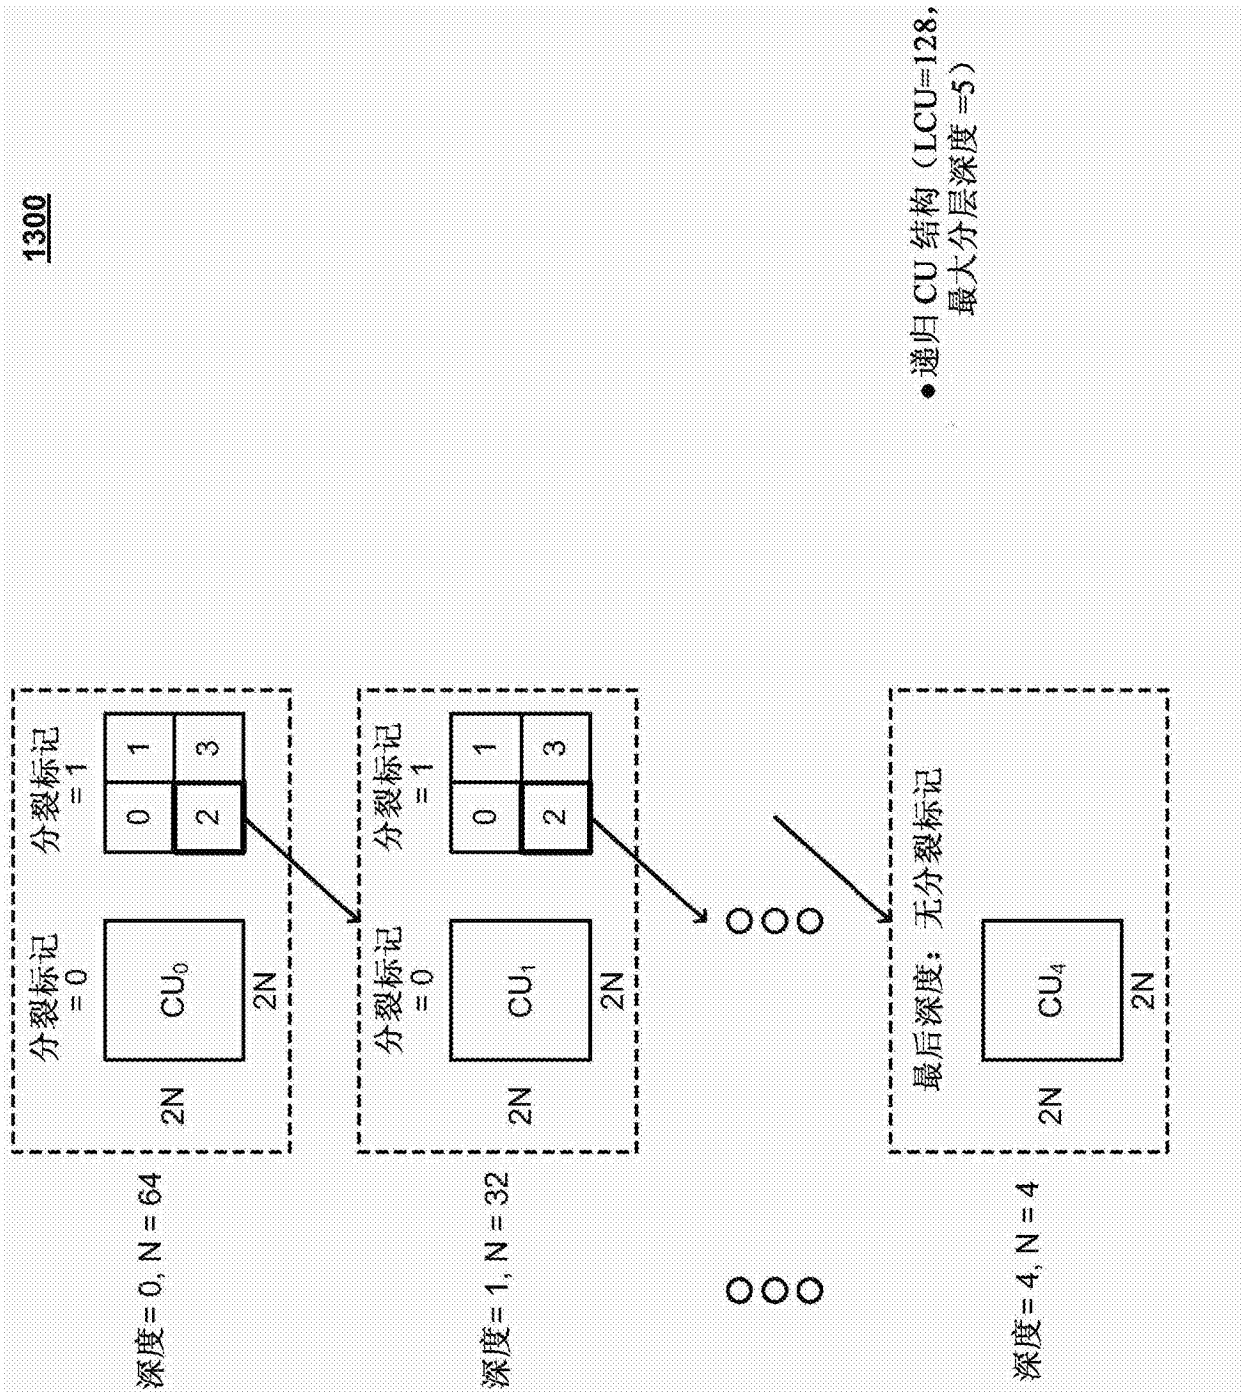 1300
分裂标记
= 0
分裂标记
= 1
深度= 0, N = 64
2N
CU₀
2N
0
1
2
3
分裂标记
= 0
分裂标记
= 1
深度= 1, N = 32
2N
CU₁
2N
0
1
2
3
最后深度：无分裂标记
深度= 4, N = 4
2N
CU₄
2N
●递归 CU 结构（LCU=128,
最大分层深度 =5）